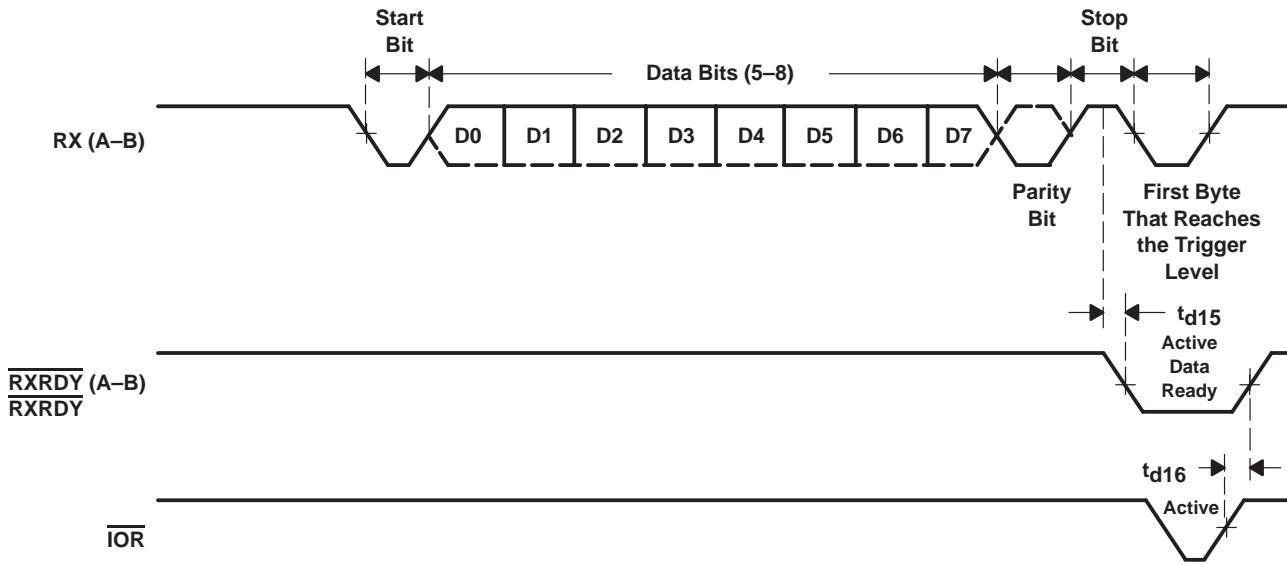 Start
Bit
Stop
Bit
Data Bits (5–8)
RX (A–B)
D0 D1 D2 D3 D4 D5 D6 D7
Parity
Bit
First Byte
That Reaches
the Trigger
Level
td15
Active
Data
Ready
RXRDY (A–B)
RXRDY
td16
Active
IOR